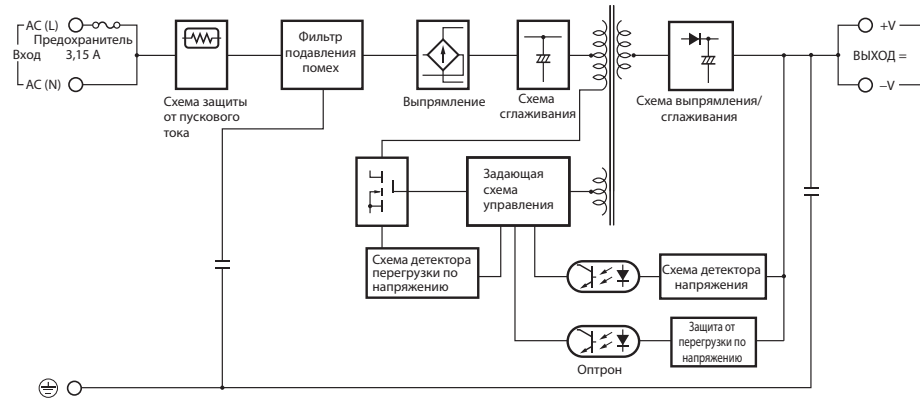 AC (L)
Предохранитель
3,15 А
Вход
AC (N)
Схема защиты
от пускового
тока
Фильтр
подавления
помех
Выпрямление
Схема
сглаживания
Схема выпрямления/
сглаживания
+V
ВЫХОД =
–V
Задающая
схема
управления
Схема детектора
перегрузки по
напряжению
Схема детектора
напряжения
Защита от
перегрузки по
напряжению
Оптрон